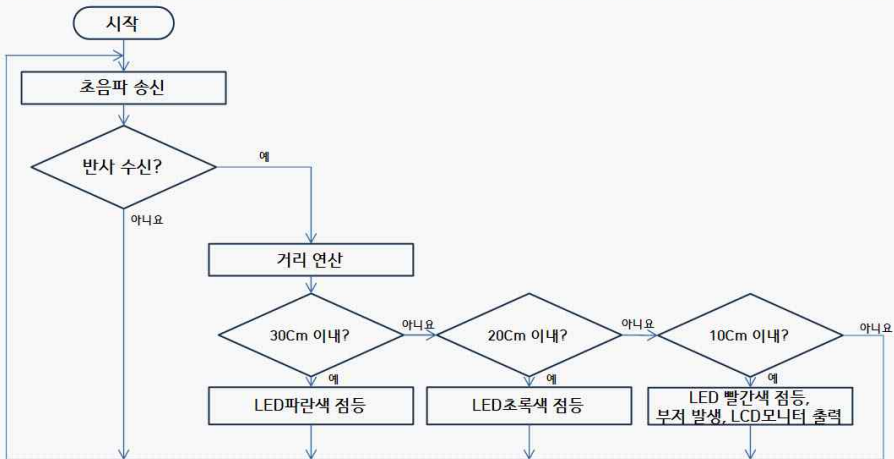 시작
초음파 송신
반사 수신?
예
아니요
거리 연산
30Cm 이내?
아니요
20Cm 이내?
아니요
10Cm 이내?
아니요
예
예
예
LED파란색 점등
LED초록색 점등
LED 빨간색 점등,
부저 발생, LCD모니터 출력